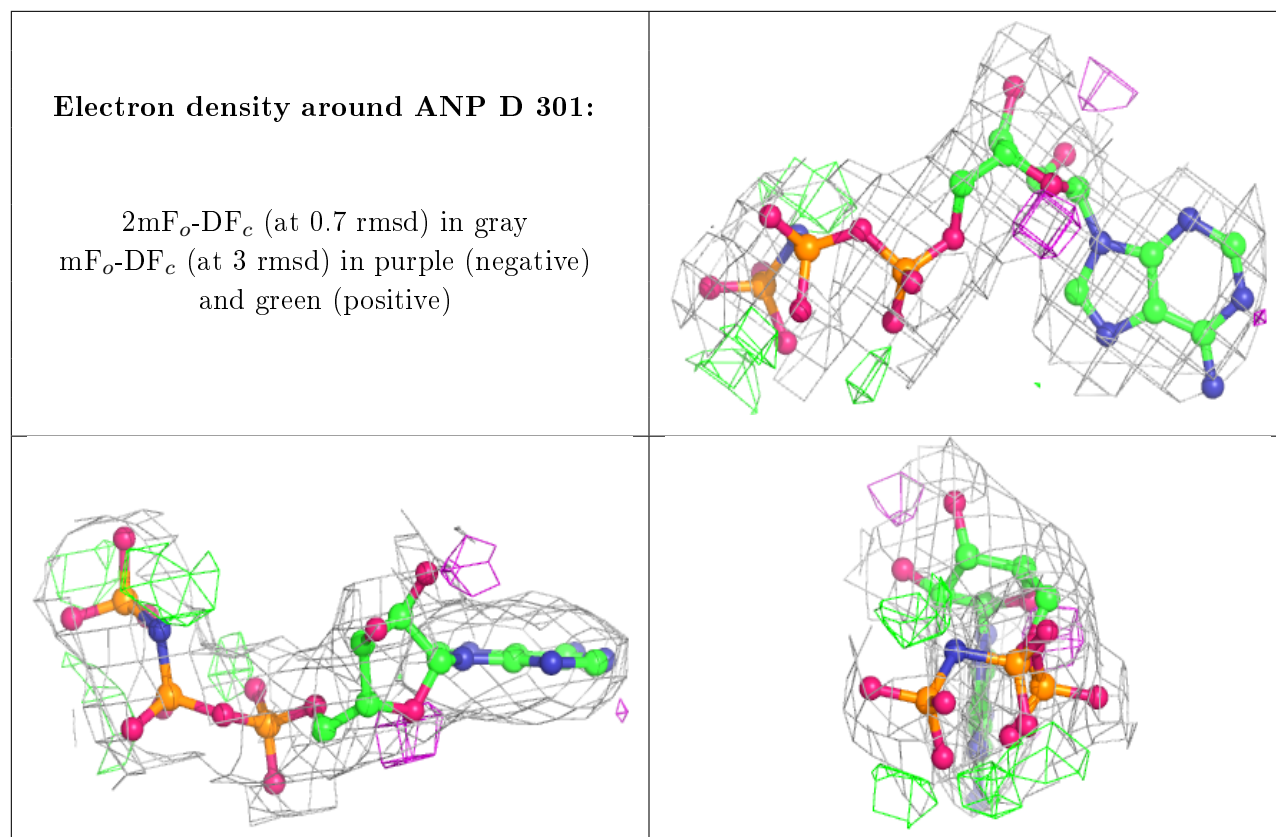 Electron density around ANP D 301:
2mFₒ-DF𝒸 (at 0.7 rmsd) in gray
mFₒ-DF𝒸 (at 3 rmsd) in purple (negative)
and green (positive)